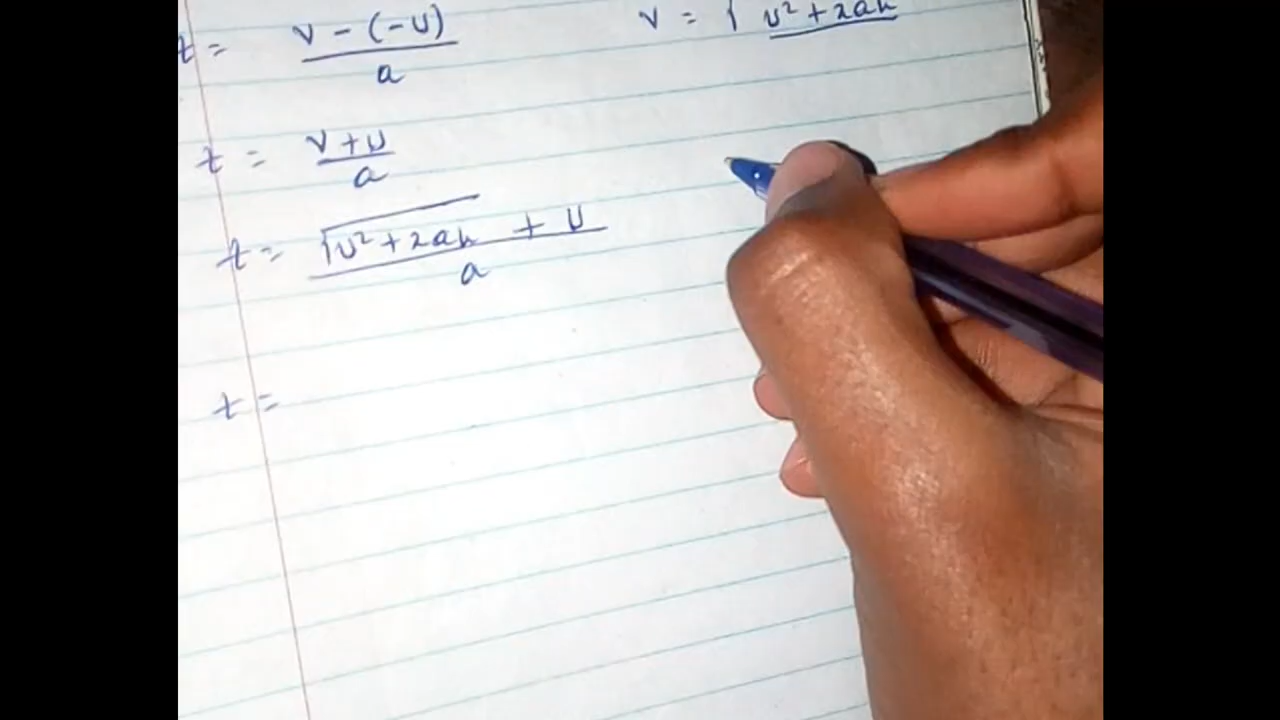 t = v - (-u) / a
v = √u² + 2ah
t = v + u / a
t = √u² + 2ah + u / a
t =